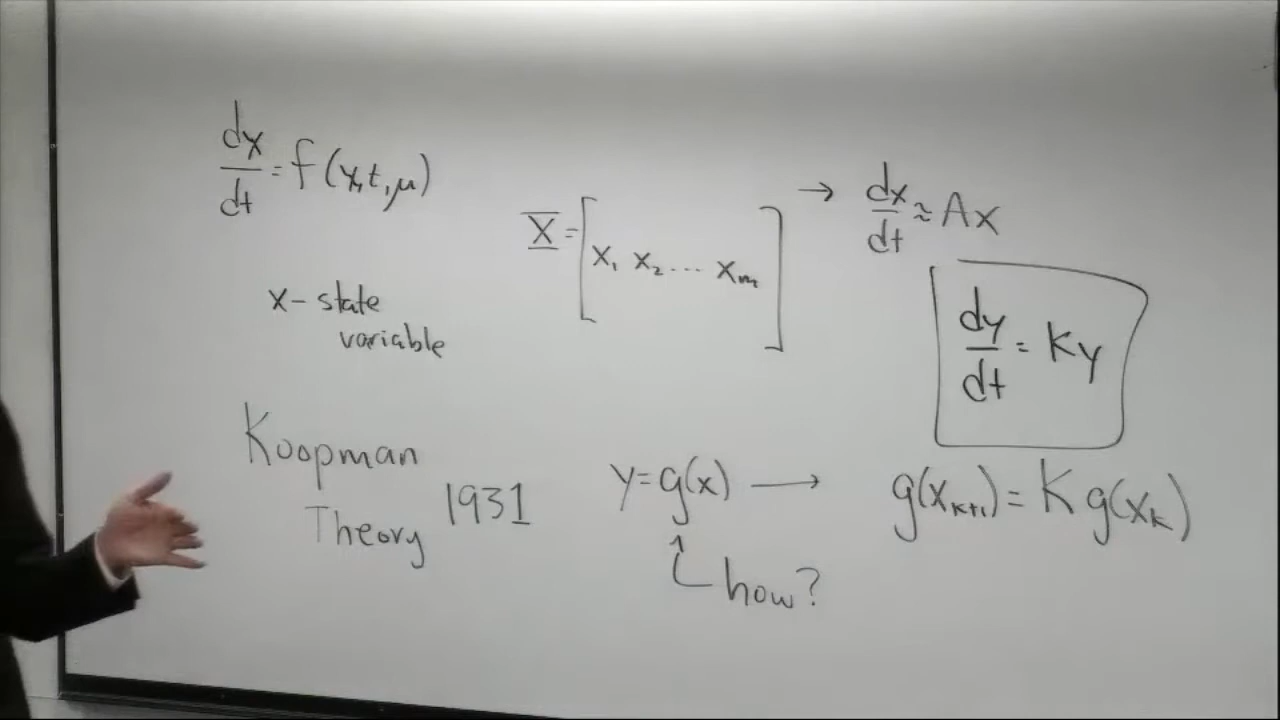 dx/dt = f(x,t,μ)
x - state
variable
X = [x₁ x₂ ... xₘ]
→ dx/dt ≈ Ax
dy/dt = Ky
Koopman
Theory 1931
y=g(x) → g(xₖ₊₁) = K g(xₖ)
how?